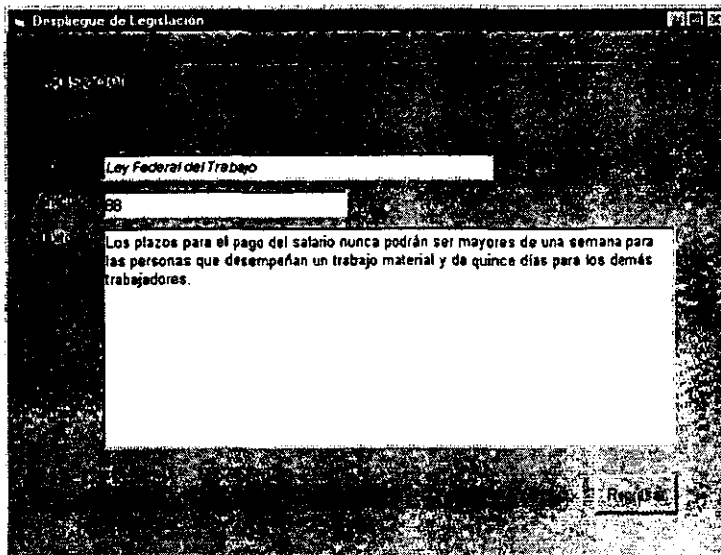 Despliegue de Legislación
Ley Federal del Trabajo
88
Los plazos para el pago del salario nunca podrán ser mayores de una semana para
las personas que desempeñan un trabajo material y de quince días para los demás
trabajadores.
Regresar